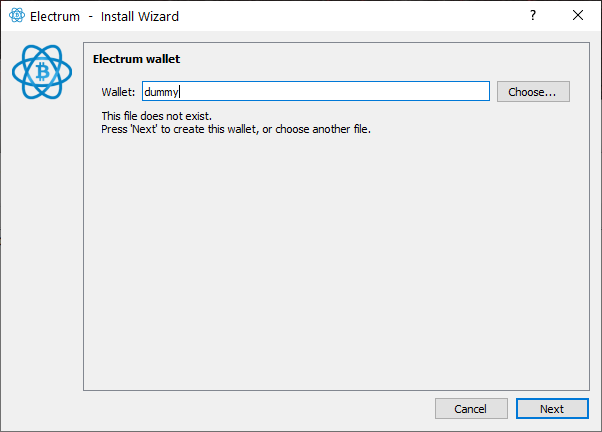 Electrum - Install Wizard
?
Electrum wallet
Wallet: dummy Choose...
This file does not exist.
Press 'Next' to create this wallet, or choose another file.
Cancel Next